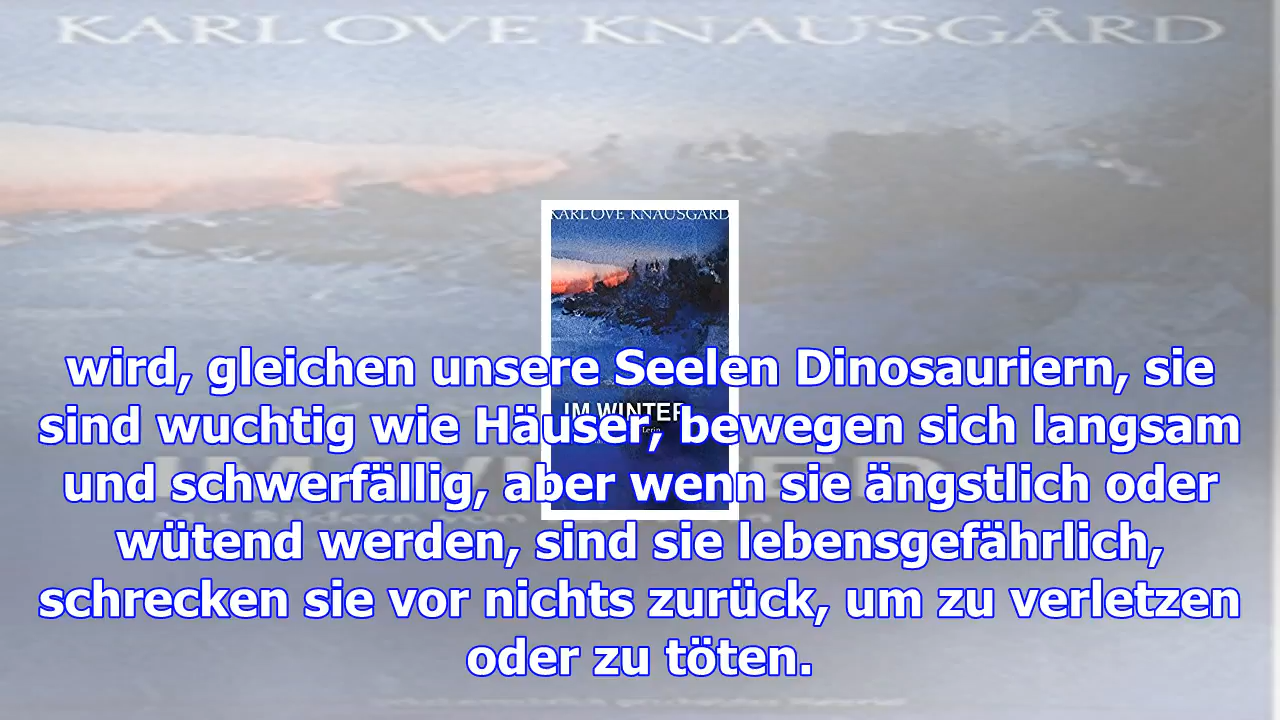 KARL OVE KNAUSGÅRD
KARL OVE KNAUSGÅRD
IM WINTER
wird, gleichen unsere Seelen Dinosauriern, sie
sind wuchtig wie Häuser, bewegen sich langsam
und schwerfällig, aber wenn sie ängstlich oder
wütend werden, sind sie lebensgefährlich,
schrecken sie vor nichts zurück, um zu verletzen
oder zu töten.